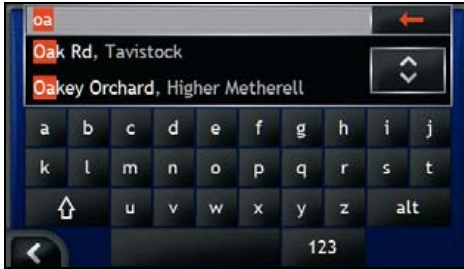 oa
Oak Rd, Tavistock
Oakey Orchard, Higher Metherell
a b c d e f g h i j
k l m n o p q r s t
u v w x y z alt
123